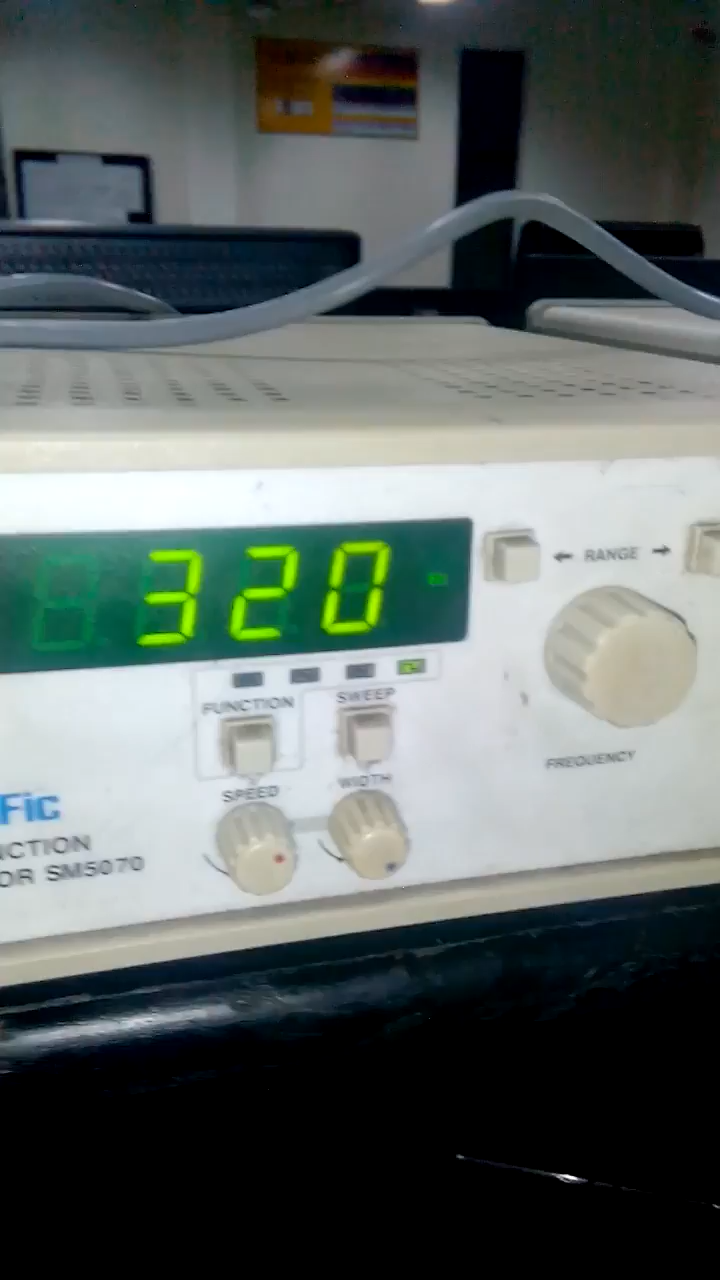 320
← RANGE →
FUNCTION
SWEEP
FREQUENCY
SPEED
WIDTH
Fic
NCTION
OR SM5070